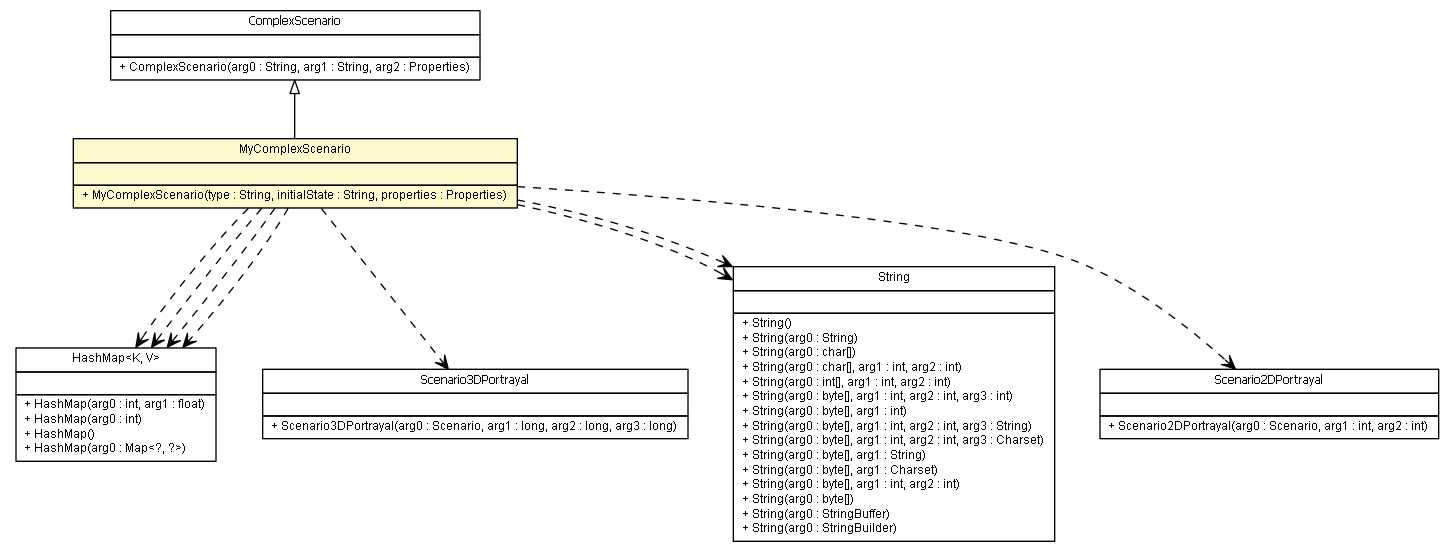 ComplexScenario
+ ComplexScenario(arg0 : String, arg1 : String, arg2 : Properties)
MyComplexScenario
+ MyComplexScenario(type : String, initialState : String, properties : Properties)
HashMap<K, V>
+ HashMap(arg0 : int, arg1 : float)
+ HashMap(arg0 : int)
+ HashMap()
+ HashMap(arg0 : Map<?, ?>)
Scenario3DPortrayal
+ Scenario3DPortrayal(arg0 : Scenario, arg1 : long, arg2 : long, arg3 : long)
String
+ String()
+ String(arg0 : String)
+ String(arg0 : char[])
+ String(arg0 : char[], arg1 : int, arg2 : int)
+ String(arg0 : int[], arg1 : int, arg2 : int)
+ String(arg0 : byte[], arg1 : int, arg2 : int, arg3 : int)
+ String(arg0 : byte[], arg1 : int)
+ String(arg0 : byte[], arg1 : int, arg2 : int, arg3 : String)
+ String(arg0 : byte[], arg1 : int, arg2 : int, arg3 : Charset)
+ String(arg0 : byte[], arg1 : String)
+ String(arg0 : byte[], arg1 : Charset)
+ String(arg0 : byte[], arg1 : int, arg2 : int)
+ String(arg0 : byte[])
+ String(arg0 : StringBuffer)
+ String(arg0 : StringBuilder)
Scenario2DPortrayal
+ Scenario2DPortrayal(arg0 : Scenario, arg1 : int, arg2 : int)